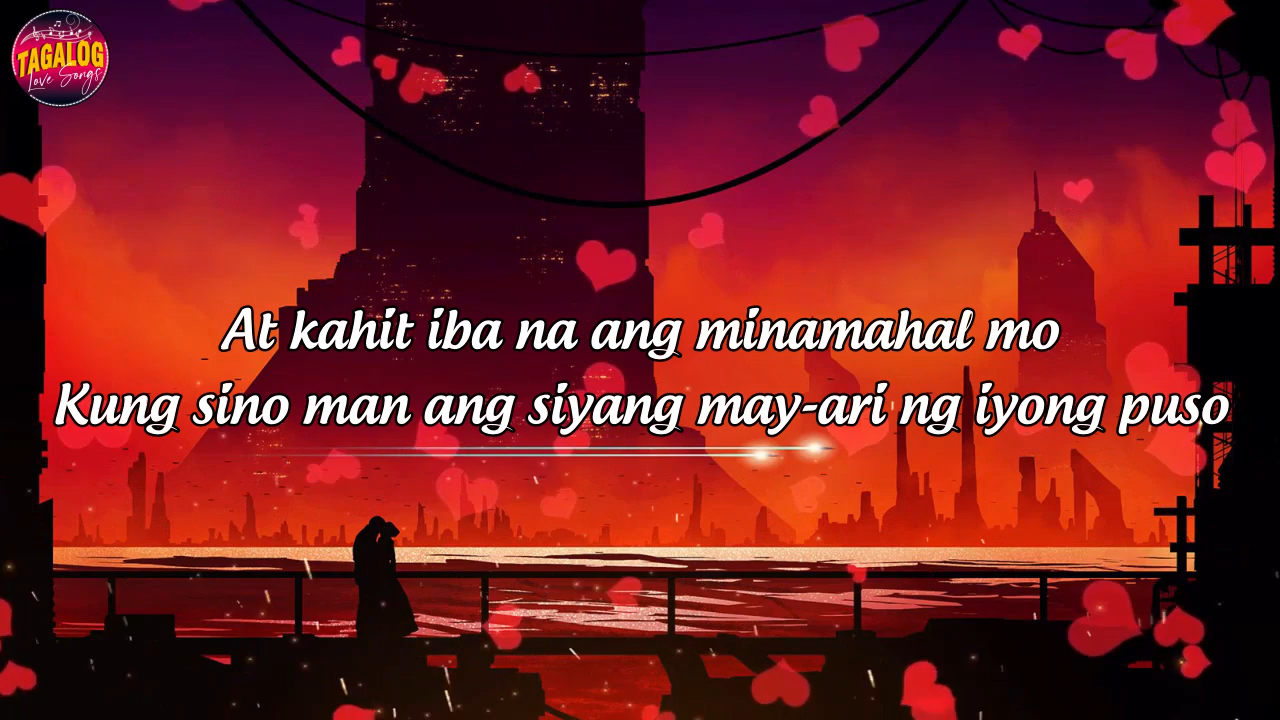 TAGALOG
Love Songs
At kahit iba na ang minamahal mo
Kung sino man ang siyang may-ari ng iyong puso